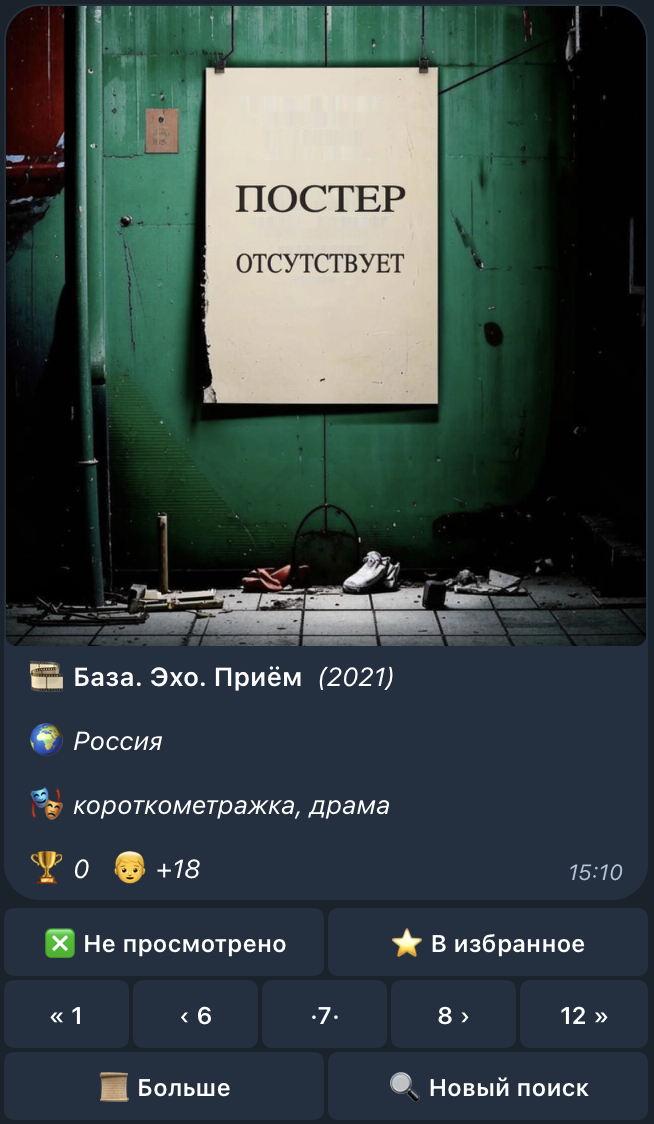 ПОСТЕР
ОТСУТСТВУЕТ
База. Эхо. Приём (2021)
Россия
короткометражка, драма
0 +18
15:10
Не просмотрено
В избранное
« 1
‹ 6
·7·
8 ›
12 »
Больше
Новый поиск